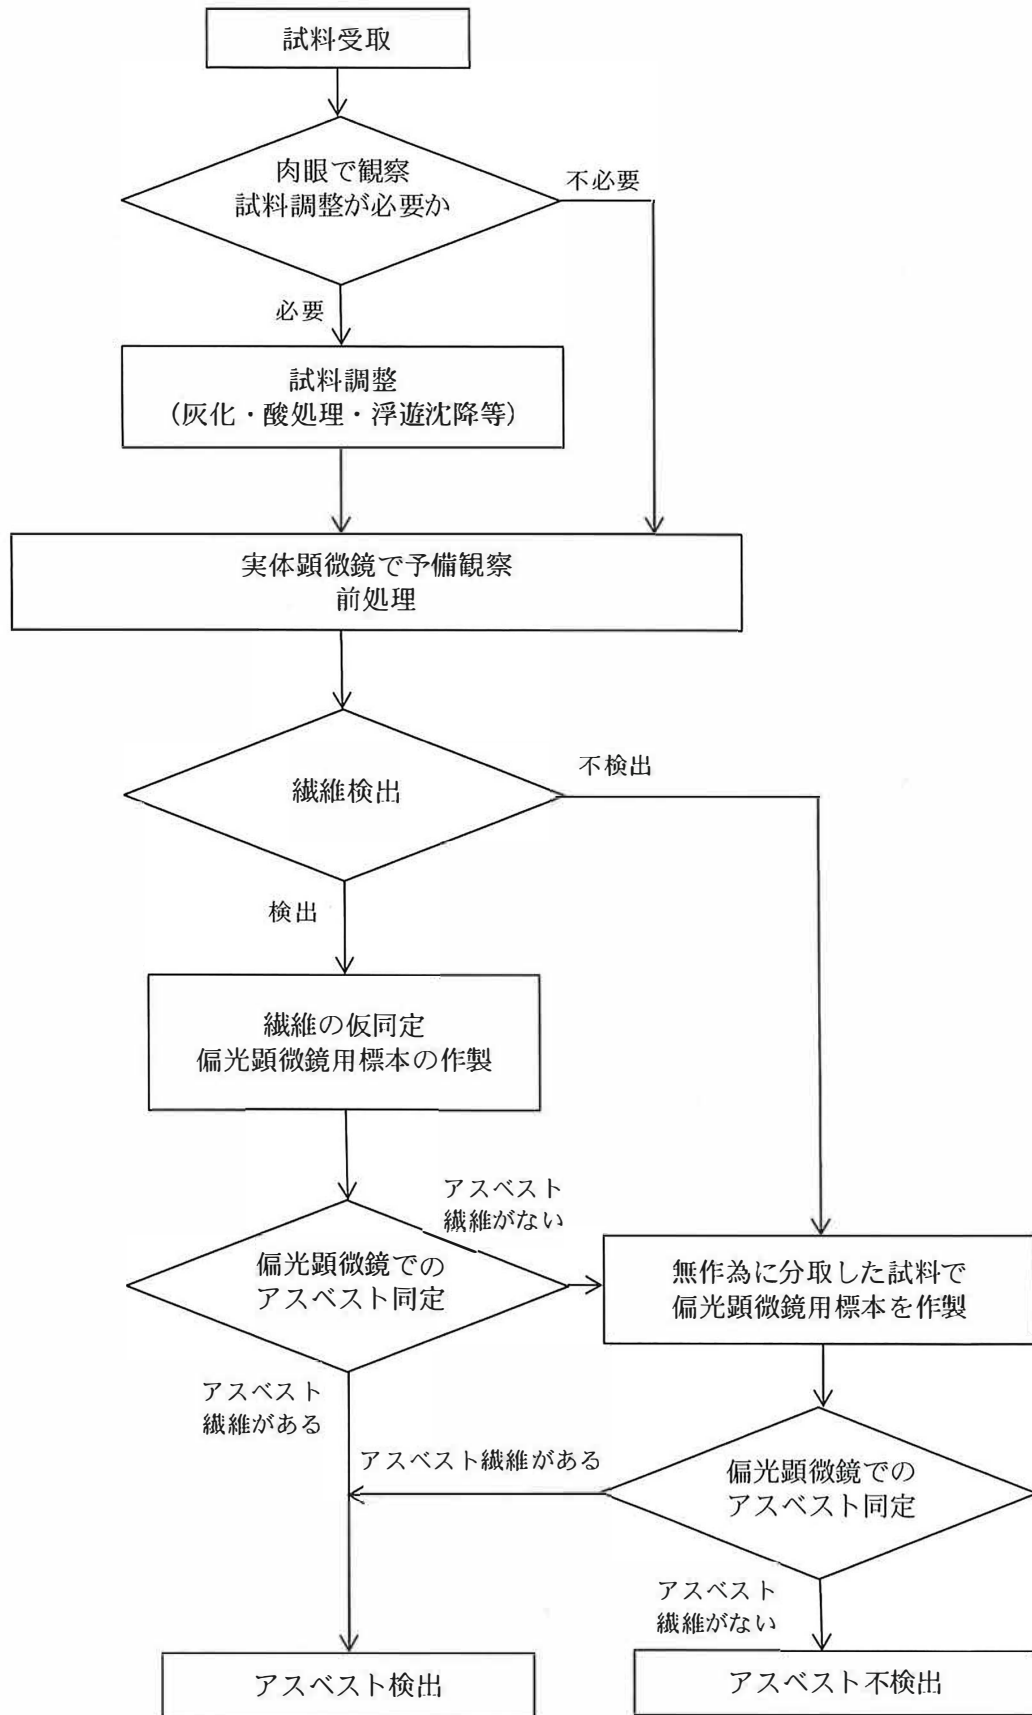 試料受取
肉眼で観察
試料調整が必要か
不必要
必要
試料調整
（灰化・酸処理・浮遊沈降等）
実体顕微鏡で予備観察
前処理
繊維検出
不検出
検出
繊維の仮同定
偏光顕微鏡用標本の作製
アスベスト
繊維がない
偏光顕微鏡での
アスベスト同定
無作為に分取した試料で
偏光顕微鏡用標本を作製
アスベスト
繊維がある
アスベスト繊維がある
偏光顕微鏡での
アスベスト同定
アスベスト
繊維がない
アスベスト検出
アスベスト不検出